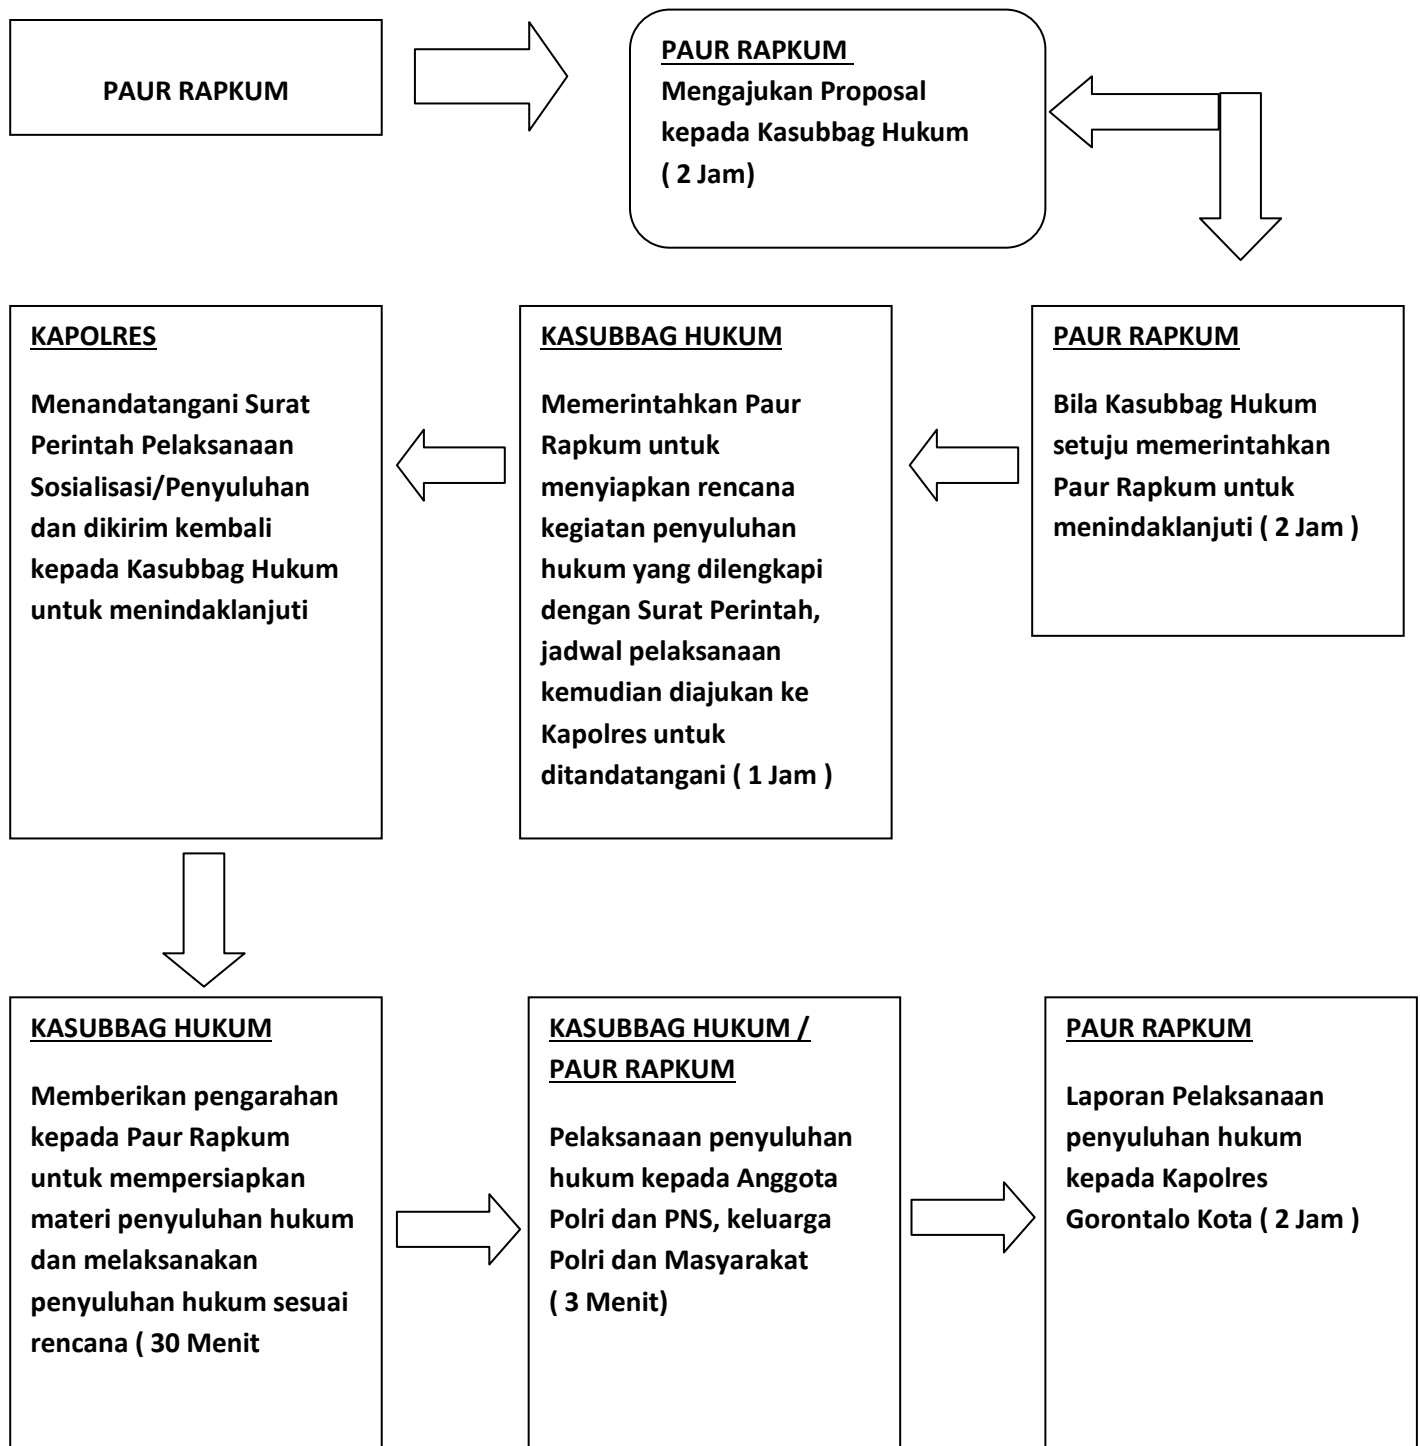 PAUR RAPKUM
PAUR RAPKUM
Mengajukan Proposal
kepada Kasubbag Hukum
( 2 Jam)
KAPOLRES
Menandatangani Surat
Perintah Pelaksanaan
Sosialisasi/Penyuluhan
dan dikirim kembali
kepada Kasubbag Hukum
untuk menindaklanjuti
KASUBBAG HUKUM
Memerintahkan Paur
Rapkum untuk
menyiapkan rencana
kegiatan penyuluhan
hukum yang dilengkapi
dengan Surat Perintah,
jadwal pelaksanaan
kemudian diajukan ke
Kapolres untuk
ditandatangani ( 1 Jam )
PAUR RAPKUM
Bila Kasubbag Hukum
setuju memerintahkan
Paur Rapkum untuk
menindaklanjuti ( 2 Jam )
KASUBBAG HUKUM
Memberikan pengarahan
kepada Paur Rapkum
untuk mempersiapkan
materi penyuluhan hukum
dan melaksanakan
penyuluhan hukum sesuai
rencana ( 30 Menit
KASUBBAG HUKUM /
PAUR RAPKUM
Pelaksanaan penyuluhan
hukum kepada Anggota
Polri dan PNS, keluarga
Polri dan Masyarakat
( 3 Menit)
PAUR RAPKUM
Laporan Pelaksanaan
penyuluhan hukum
kepada Kapolres
Gorontalo Kota ( 2 Jam )